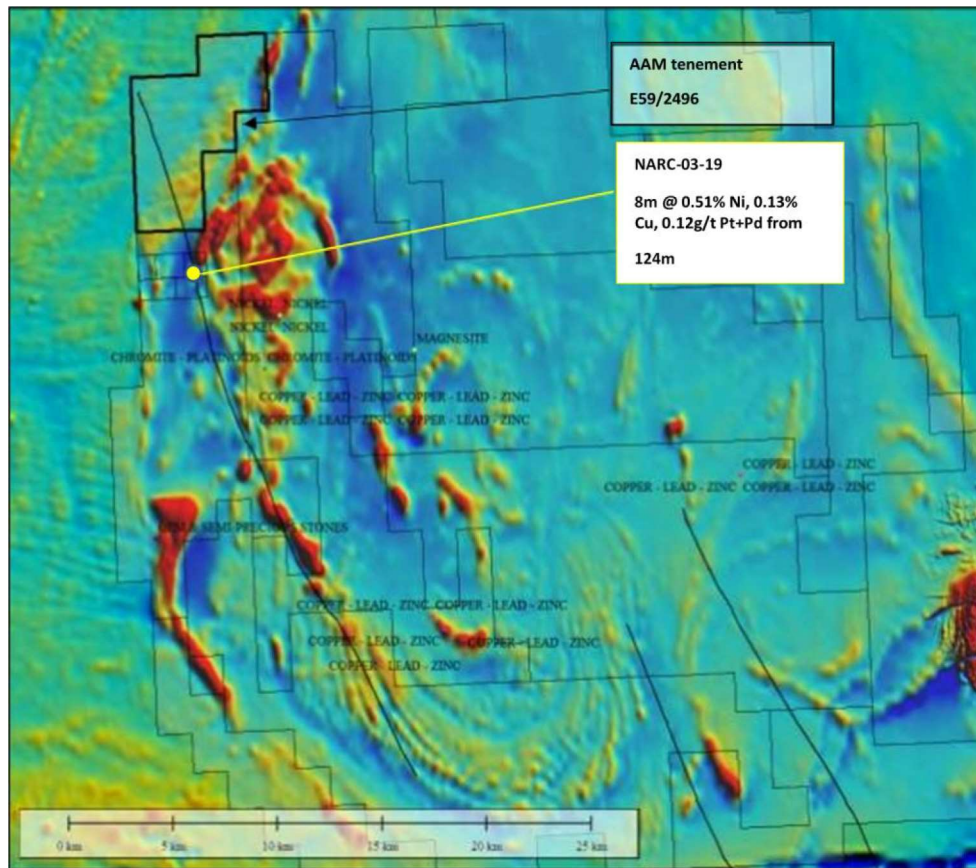 AAM tenement
E59/2496
NARC-03-19
8m @ 0.51% Ni, 0.13%
Cu, 0.12g/t Pt+Pd from
124m
NICKEL NICKEL
NICKEL NICKEL
MAGNESITE
CHROMITE - PLATINOIDS CHROMITE - PLATINOIDS
COPPER - LEAD - ZINC COPPER - LEAD - ZINC
COPPER - LEAD - ZINC COPPER - LEAD - ZINC
COPPER - LEAD - ZINC
COPPER - LEAD - ZINC COPPER - LEAD - ZINC
SEMI-PRECIOUS STONES
COPPER - LEAD - ZINC COPPER - LEAD - ZINC
COPPER - LEAD - ZINC COPPER - LEAD - ZINC
COPPER - LEAD - ZINC
0 km 5 km 10 km 15 km 20 km 25 km